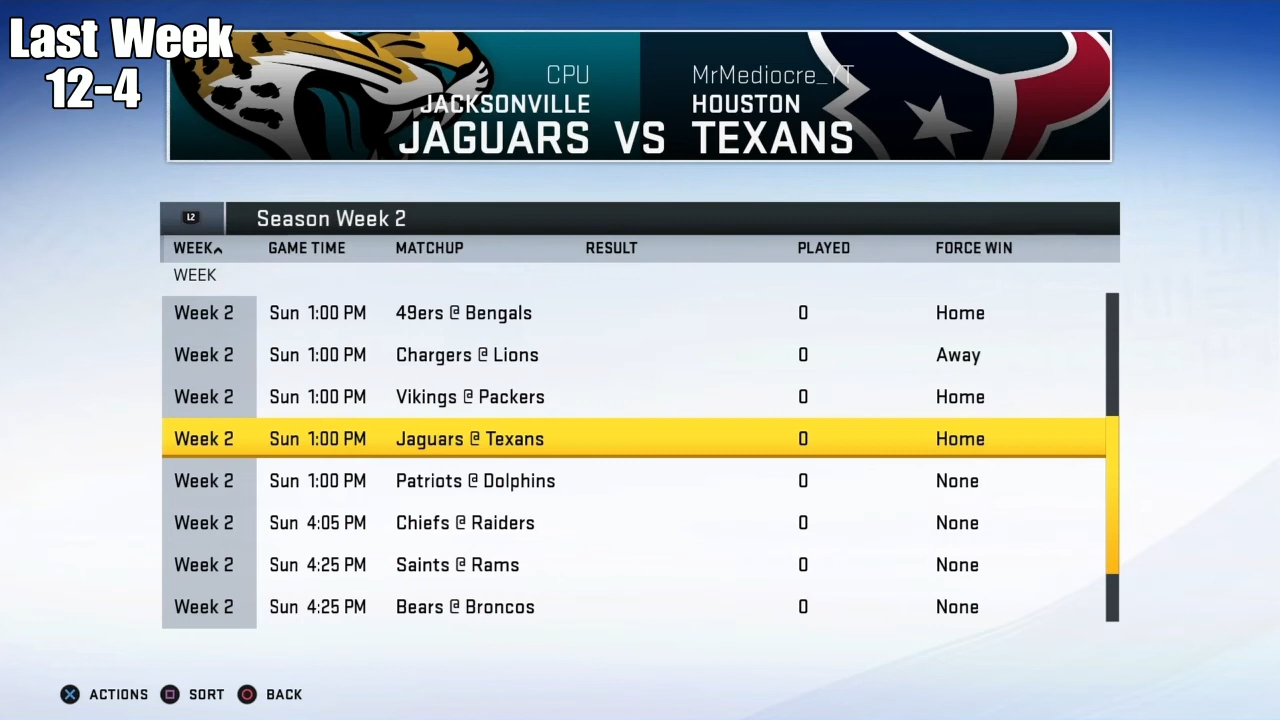 Last Week
12-4
CPU
JACKSONVILLE
JAGUARS
VS
MrMediocre_YT
HOUSTON
TEXANS
L2 Season Week 2
WEEK GAME TIME MATCHUP RESULT PLAYED FORCE WIN
WEEK
Week 2 Sun 1:00 PM 49ers @ Bengals 0 Home
Week 2 Sun 1:00 PM Chargers @ Lions 0 Away
Week 2 Sun 1:00 PM Vikings @ Packers 0 Home
Week 2 Sun 1:00 PM Jaguars @ Texans 0 Home
Week 2 Sun 1:00 PM Patriots @ Dolphins 0 None
Week 2 Sun 4:05 PM Chiefs @ Raiders 0 None
Week 2 Sun 4:25 PM Saints @ Rams 0 None
Week 2 Sun 4:25 PM Bears @ Broncos 0 None
ACTIONS SORT BACK